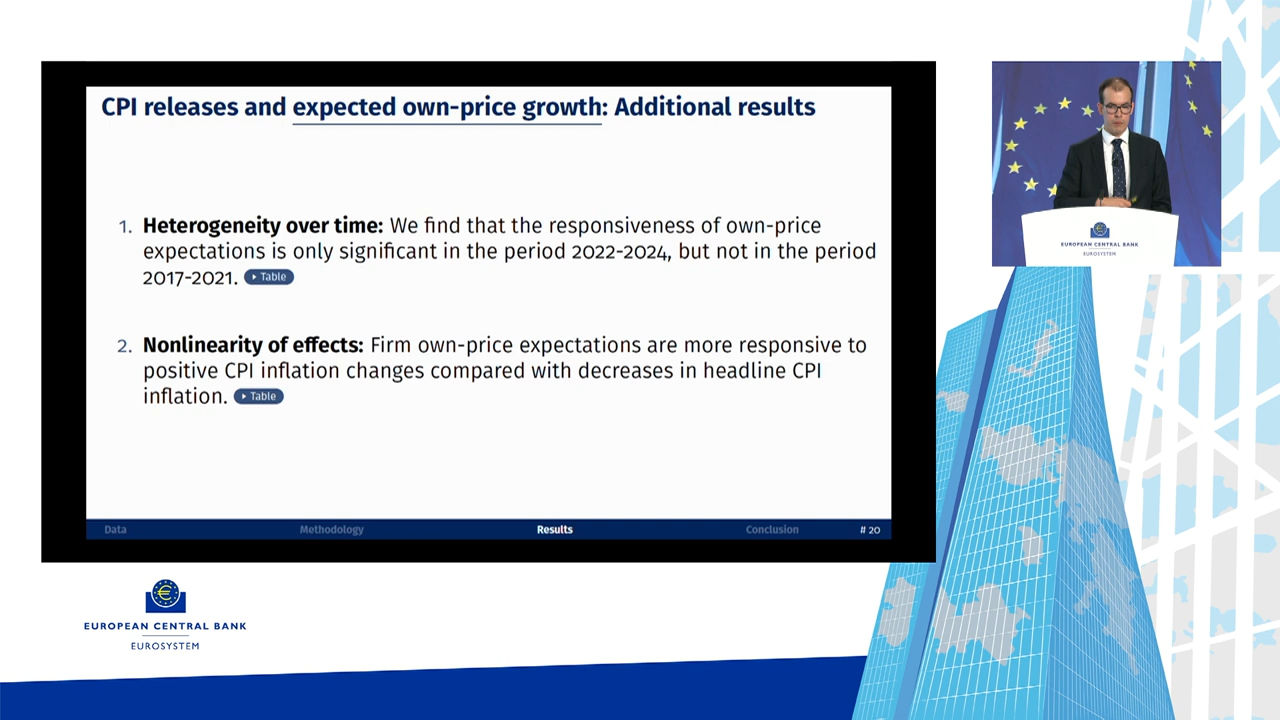 CPI releases and expected own-price growth: Additional results
1. Heterogeneity over time: We find that the responsiveness of own-price
expectations is only significant in the period 2022-2024, but not in the period
2017-2021. Table
2. Nonlinearity of effects: Firm own-price expectations are more responsive to
positive CPI inflation changes compared with decreases in headline CPI
inflation. Table
Data Methodology Results Conclusion # 20
EUROPEAN CENTRAL BANK
EUROSYSTEM
EUROPEAN CENTRAL BANK
EUROSYSTEM